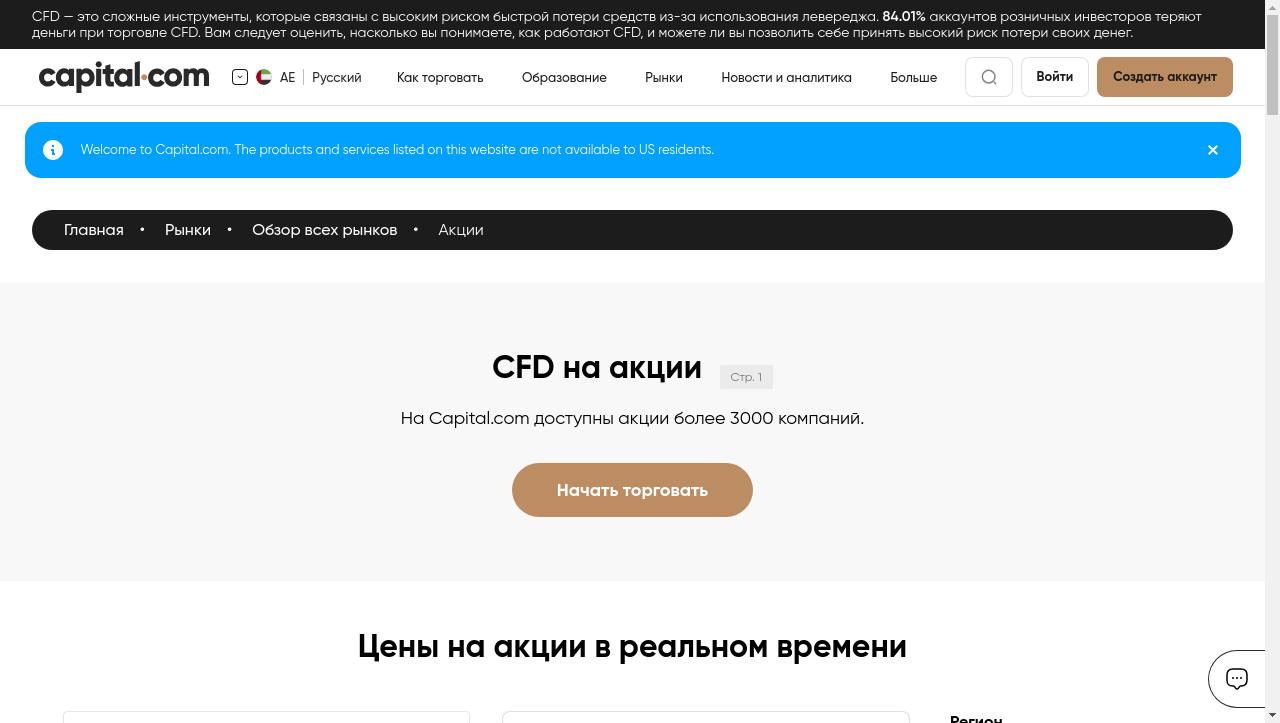 CFD — это сложные инструменты, которые связаны с высоким риском быстрой потери средств из-за использования левереджа. 84.01% аккаунтов розничных инвесторов теряют
деньги при торговле CFD. Вам следует оценить, насколько вы понимаете, как работают CFD, и можете ли вы позволить себе принять высокий риск потери своих денег.
capital.com AE Русский Как торговать Образование Рынки Новости и аналитика Больше Войти Создать аккаунт
Welcome to Capital.com. The products and services listed on this website are not available to US residents.
Главная • Рынки • Обзор всех рынков • Акции
CFD на акции Стр. 1
На Capital.com доступны акции более 3000 компаний.
Начать торговать
Цены на акции в реальном времени
Регион